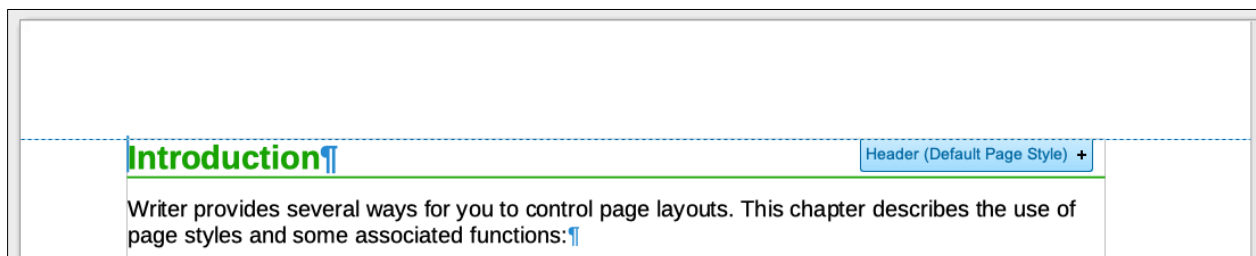 Introduction¶
Header (Default Page Style) +
Writer provides several ways for you to control page layouts. This chapter describes the use of
page styles and some associated functions:¶